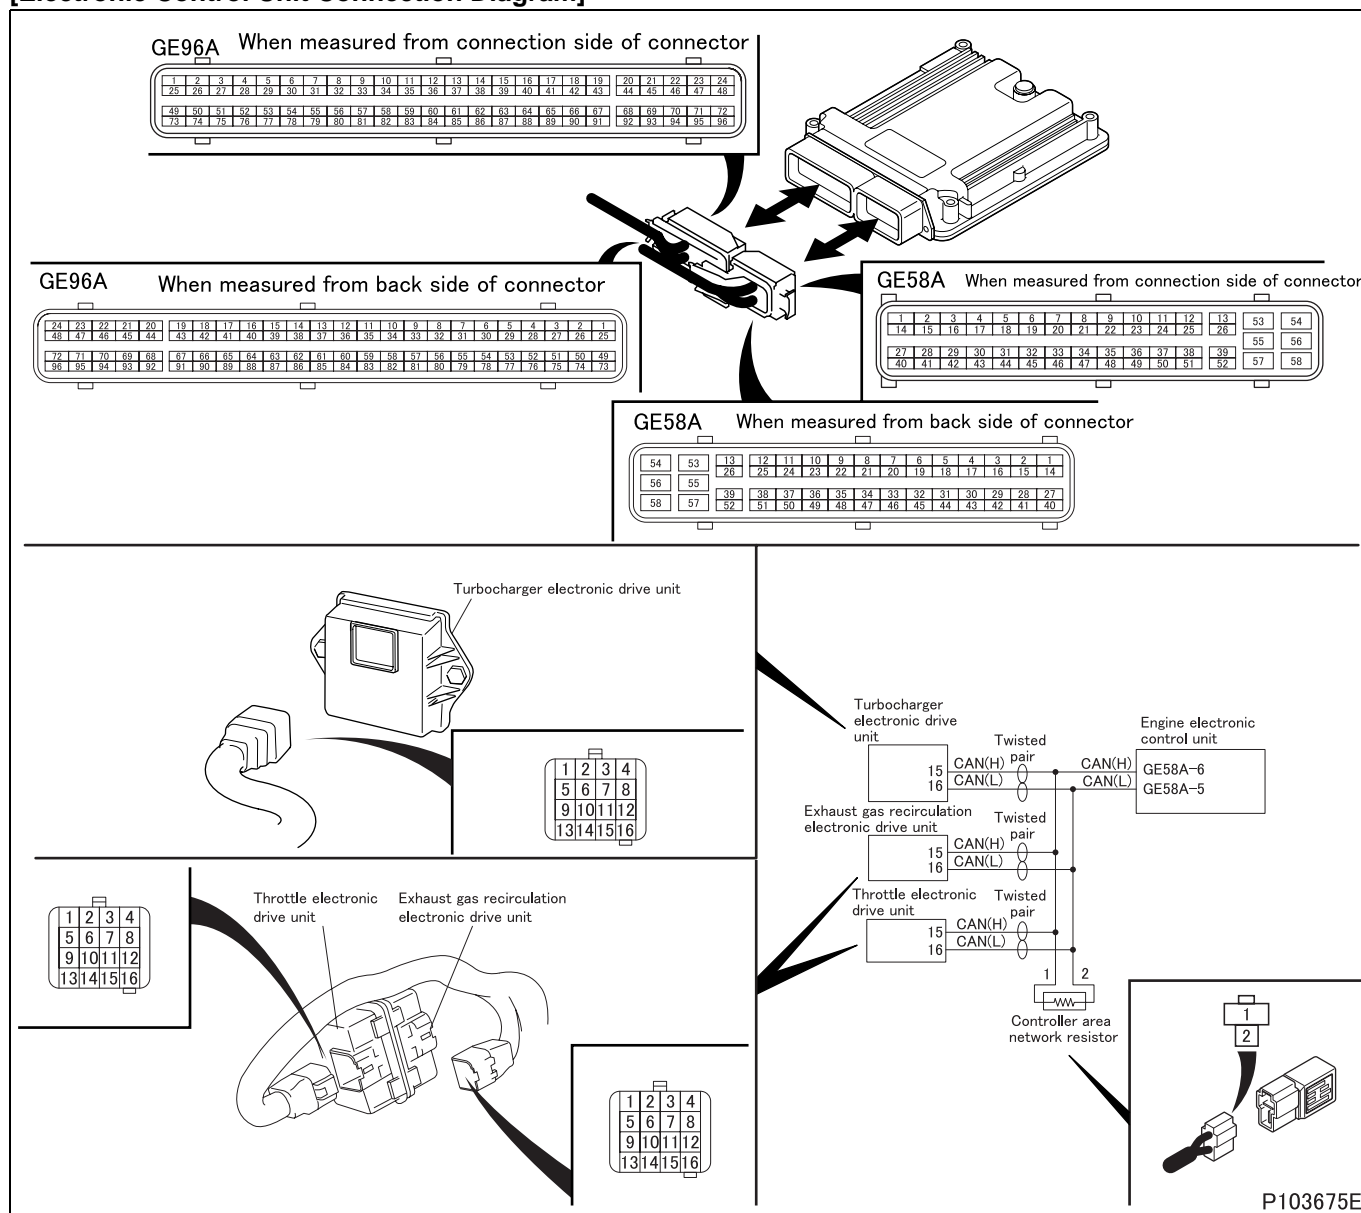 [Electronic Control Unit Connection Diagram]
GE96A When measured from connection side of connector
1 2 3 4 5 6 7 8 9 10 11 12 13 14 15 16 17 18 19 20 21 22 23 24
25 26 27 28 29 30 31 32 33 34 35 36 37 38 39 40 41 42 43 44 45 46 47 48
49 50 51 52 53 54 55 56 57 58 59 60 61 62 63 64 65 66 67 68 69 70 71 72
73 74 75 76 77 78 79 80 81 82 83 84 85 86 87 88 89 90 91 92 93 94 95 96
GE96A When measured from back side of connector
24 23 22 21 20 19 18 17 16 15 14 13 12 11 10 9 8 7 6 5 4 3 2 1
48 47 46 45 44 43 42 41 40 39 38 37 36 35 34 33 32 31 30 29 28 27 26 25
72 71 70 69 68 67 66 65 64 63 62 61 60 59 58 57 56 55 54 53 52 51 50 49
96 95 94 93 92 91 90 89 88 87 86 85 84 83 82 81 80 79 78 77 76 75 74 73
GE58A When measured from connection side of connector
1 2 3 4 5 6 7 8 9 10 11 12 13 53 54
14 15 16 17 18 19 20 21 22 23 24 25 26
55 56
27 28 29 30 31 32 33 34 35 36 37 38 39
40 41 42 43 44 45 46 47 48 49 50 51 52 57 58
GE58A When measured from back side of connector
54 53 13 12 11 10 9 8 7 6 5 4 3 2 1
26 25 24 23 22 21 20 19 18 17 16 15 14
56 55
39 38 37 36 35 34 33 32 31 30 29 28 27
58 57 52 51 50 49 48 47 46 45 44 43 42 41 40
Turbocharger electronic drive unit
1 2 3 4
5 6 7 8
9 10 11 12
13 14 15 16
Throttle electronic
drive unit
Exhaust gas recirculation
electronic drive unit
1 2 3 4
5 6 7 8
9 10 11 12
13 14 15 16
1 2 3 4
5 6 7 8
9 10 11 12
13 14 15 16
Turbocharger
electronic drive
unit
Twisted
pair
Engine electronic
control unit
15 CAN(H) CAN(H) GE58A-6
16 CAN(L) CAN(L) GE58A-5
Exhaust gas recirculation
electronic drive unit
Twisted
pair
15 CAN(H)
16 CAN(L)
Throttle electronic
drive unit
Twisted
pair
15 CAN(H)
16 CAN(L)
1 2
Controller area
network resistor
1
2
P103675E